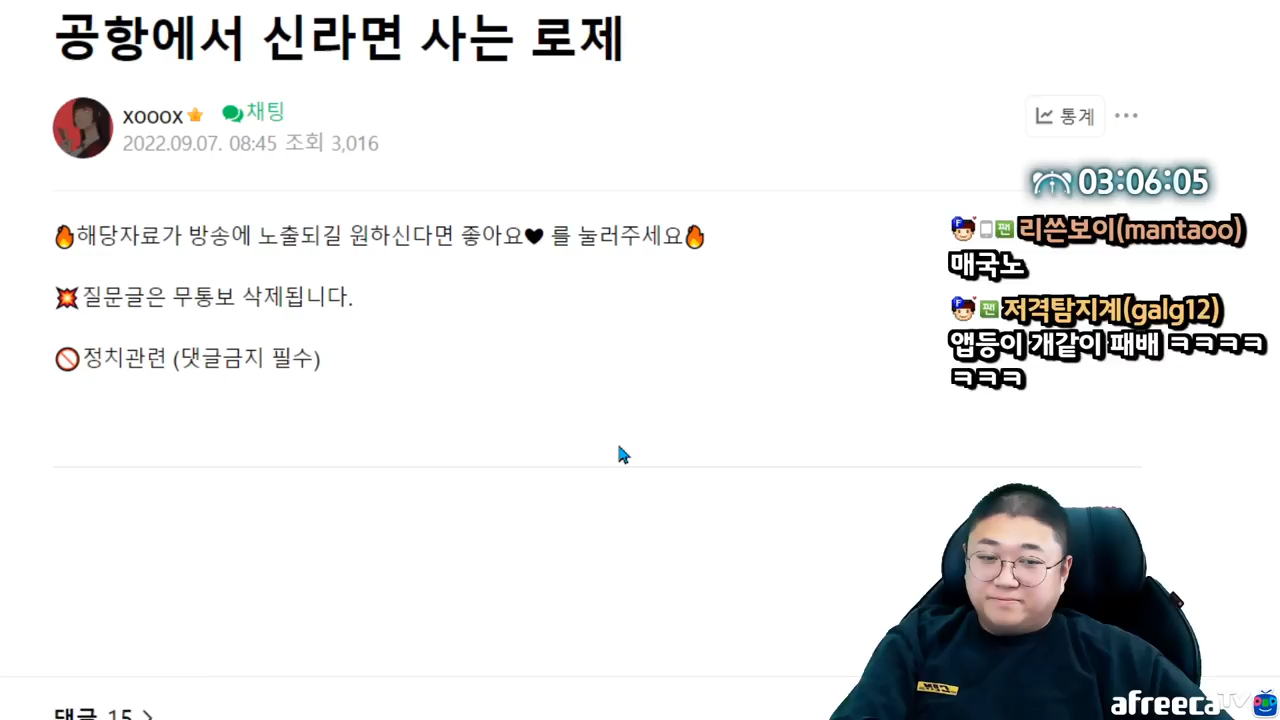 공항에서 신라면 사는 로제
xooox 채팅
2022.09.07. 08:45 조회 3,016
통계
03:06:05
해당자료가 방송에 노출되길 원하신다면 좋아요🖤 를 눌러주세요
질문글은 무통보 삭제됩니다.
정치관련 (댓글금지 필수)
리쓴보이(mantaoo)
매국노
저격탐지계(galg12)
앱등이 개같이 패배 ㅋㅋㅋㅋ
ㅋㅋㅋ
댓글 15
afreecaTV